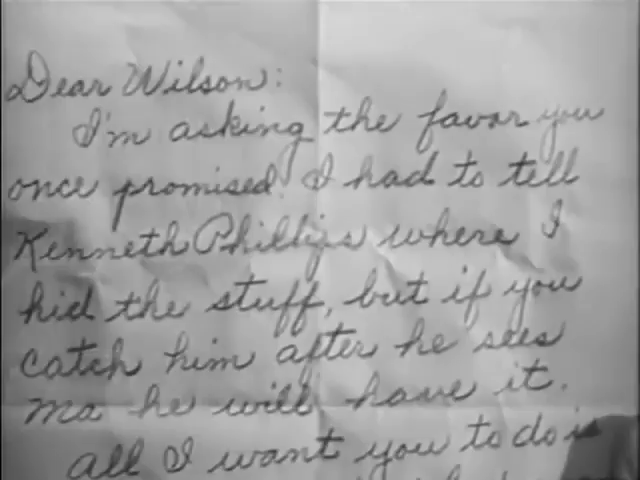 Dear Wilson:
I'm asking the favor you
once promised. I had to tell
Kenneth Phillips where I
hid the stuff, but if you
catch him after he sees
ma he will have it.
All I want you to do is